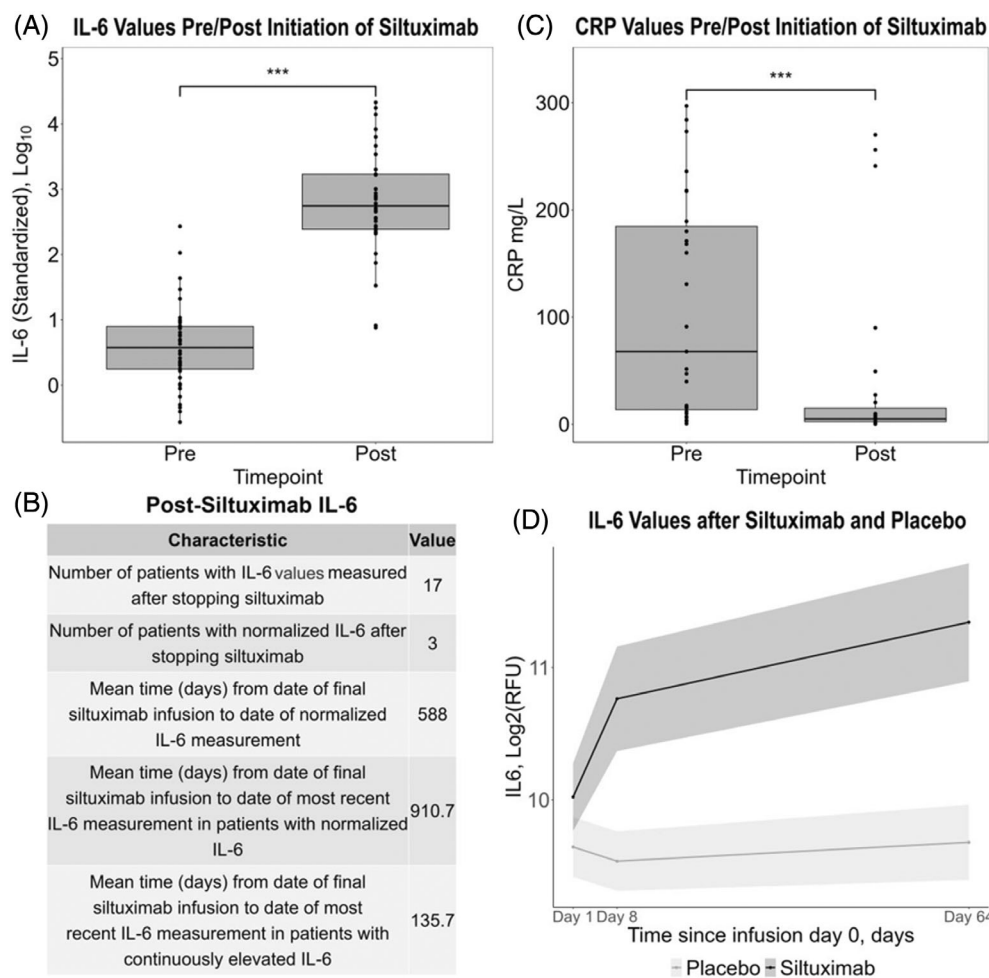 (A) IL-6 Values Pre/Post Initiation of Siltuximab
***
IL-6 (Standardized), Log10
5
4
3
2
1
0
Pre
Post
Timepoint
(C) CRP Values Pre/Post Initiation of Siltuximab
***
CRP mg/L
300
200
100
0
Pre
Post
Timepoint
(B)
Post-Siltuximab IL-6
Characteristic Value
Number of patients with IL-6 values measured
after stopping siltuximab
17
Number of patients with normalized IL-6 after
stopping siltuximab
3
Mean time (days) from date of final
siltuximab infusion to date of normalized
IL-6 measurement
588
Mean time (days) from date of final
siltuximab infusion to date of most recent
IL-6 measurement in patients with normalized
IL-6
910.7
Mean time (days) from date of final
siltuximab infusion to date of most
recent IL-6 measurement in patients with
continuously elevated IL-6
135.7
(D) IL-6 Values after Siltuximab and Placebo
IL6, Log2(RFU)
11
10
Day 1 Day 8 Day 64
Time since infusion day 0, days
Placebo Siltuximab